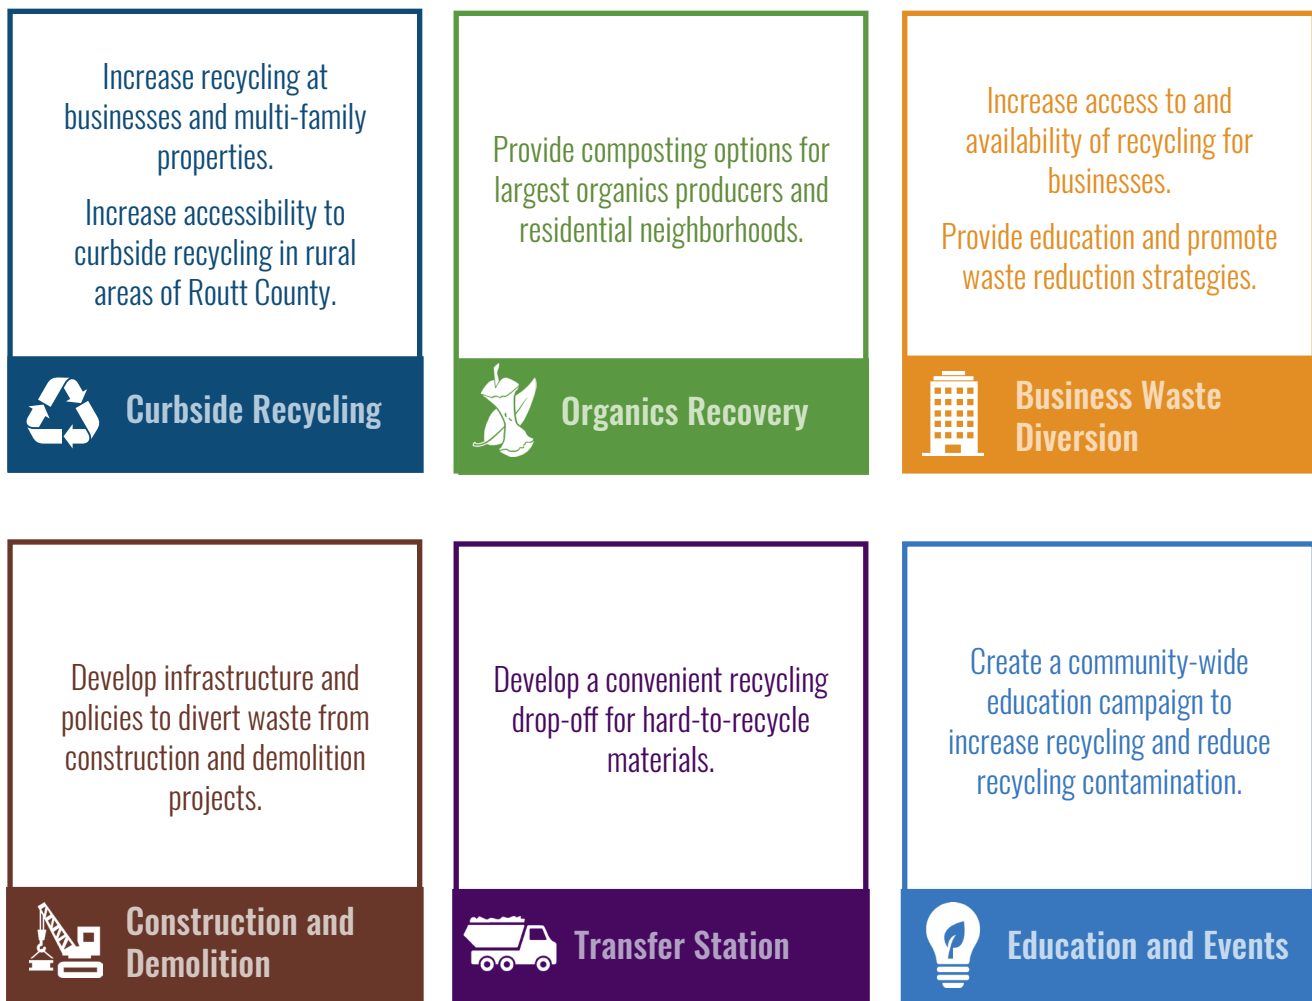 Increase recycling at
businesses and multi-family
properties.
Increase accessibility to
curbside recycling in rural
areas of Routt County.
Curbside Recycling
Provide composting options for
largest organics producers and
residential neighborhoods.
Organics Recovery
Increase access to and
availability of recycling for
businesses.
Provide education and promote
waste reduction strategies.
Business Waste
Diversion
Develop infrastructure and
policies to divert waste from
construction and demolition
projects.
Construction and
Demolition
Develop a convenient recycling
drop-off for hard-to-recycle
materials.
Transfer Station
Create a community-wide
education campaign to
increase recycling and reduce
recycling contamination.
Education and Events